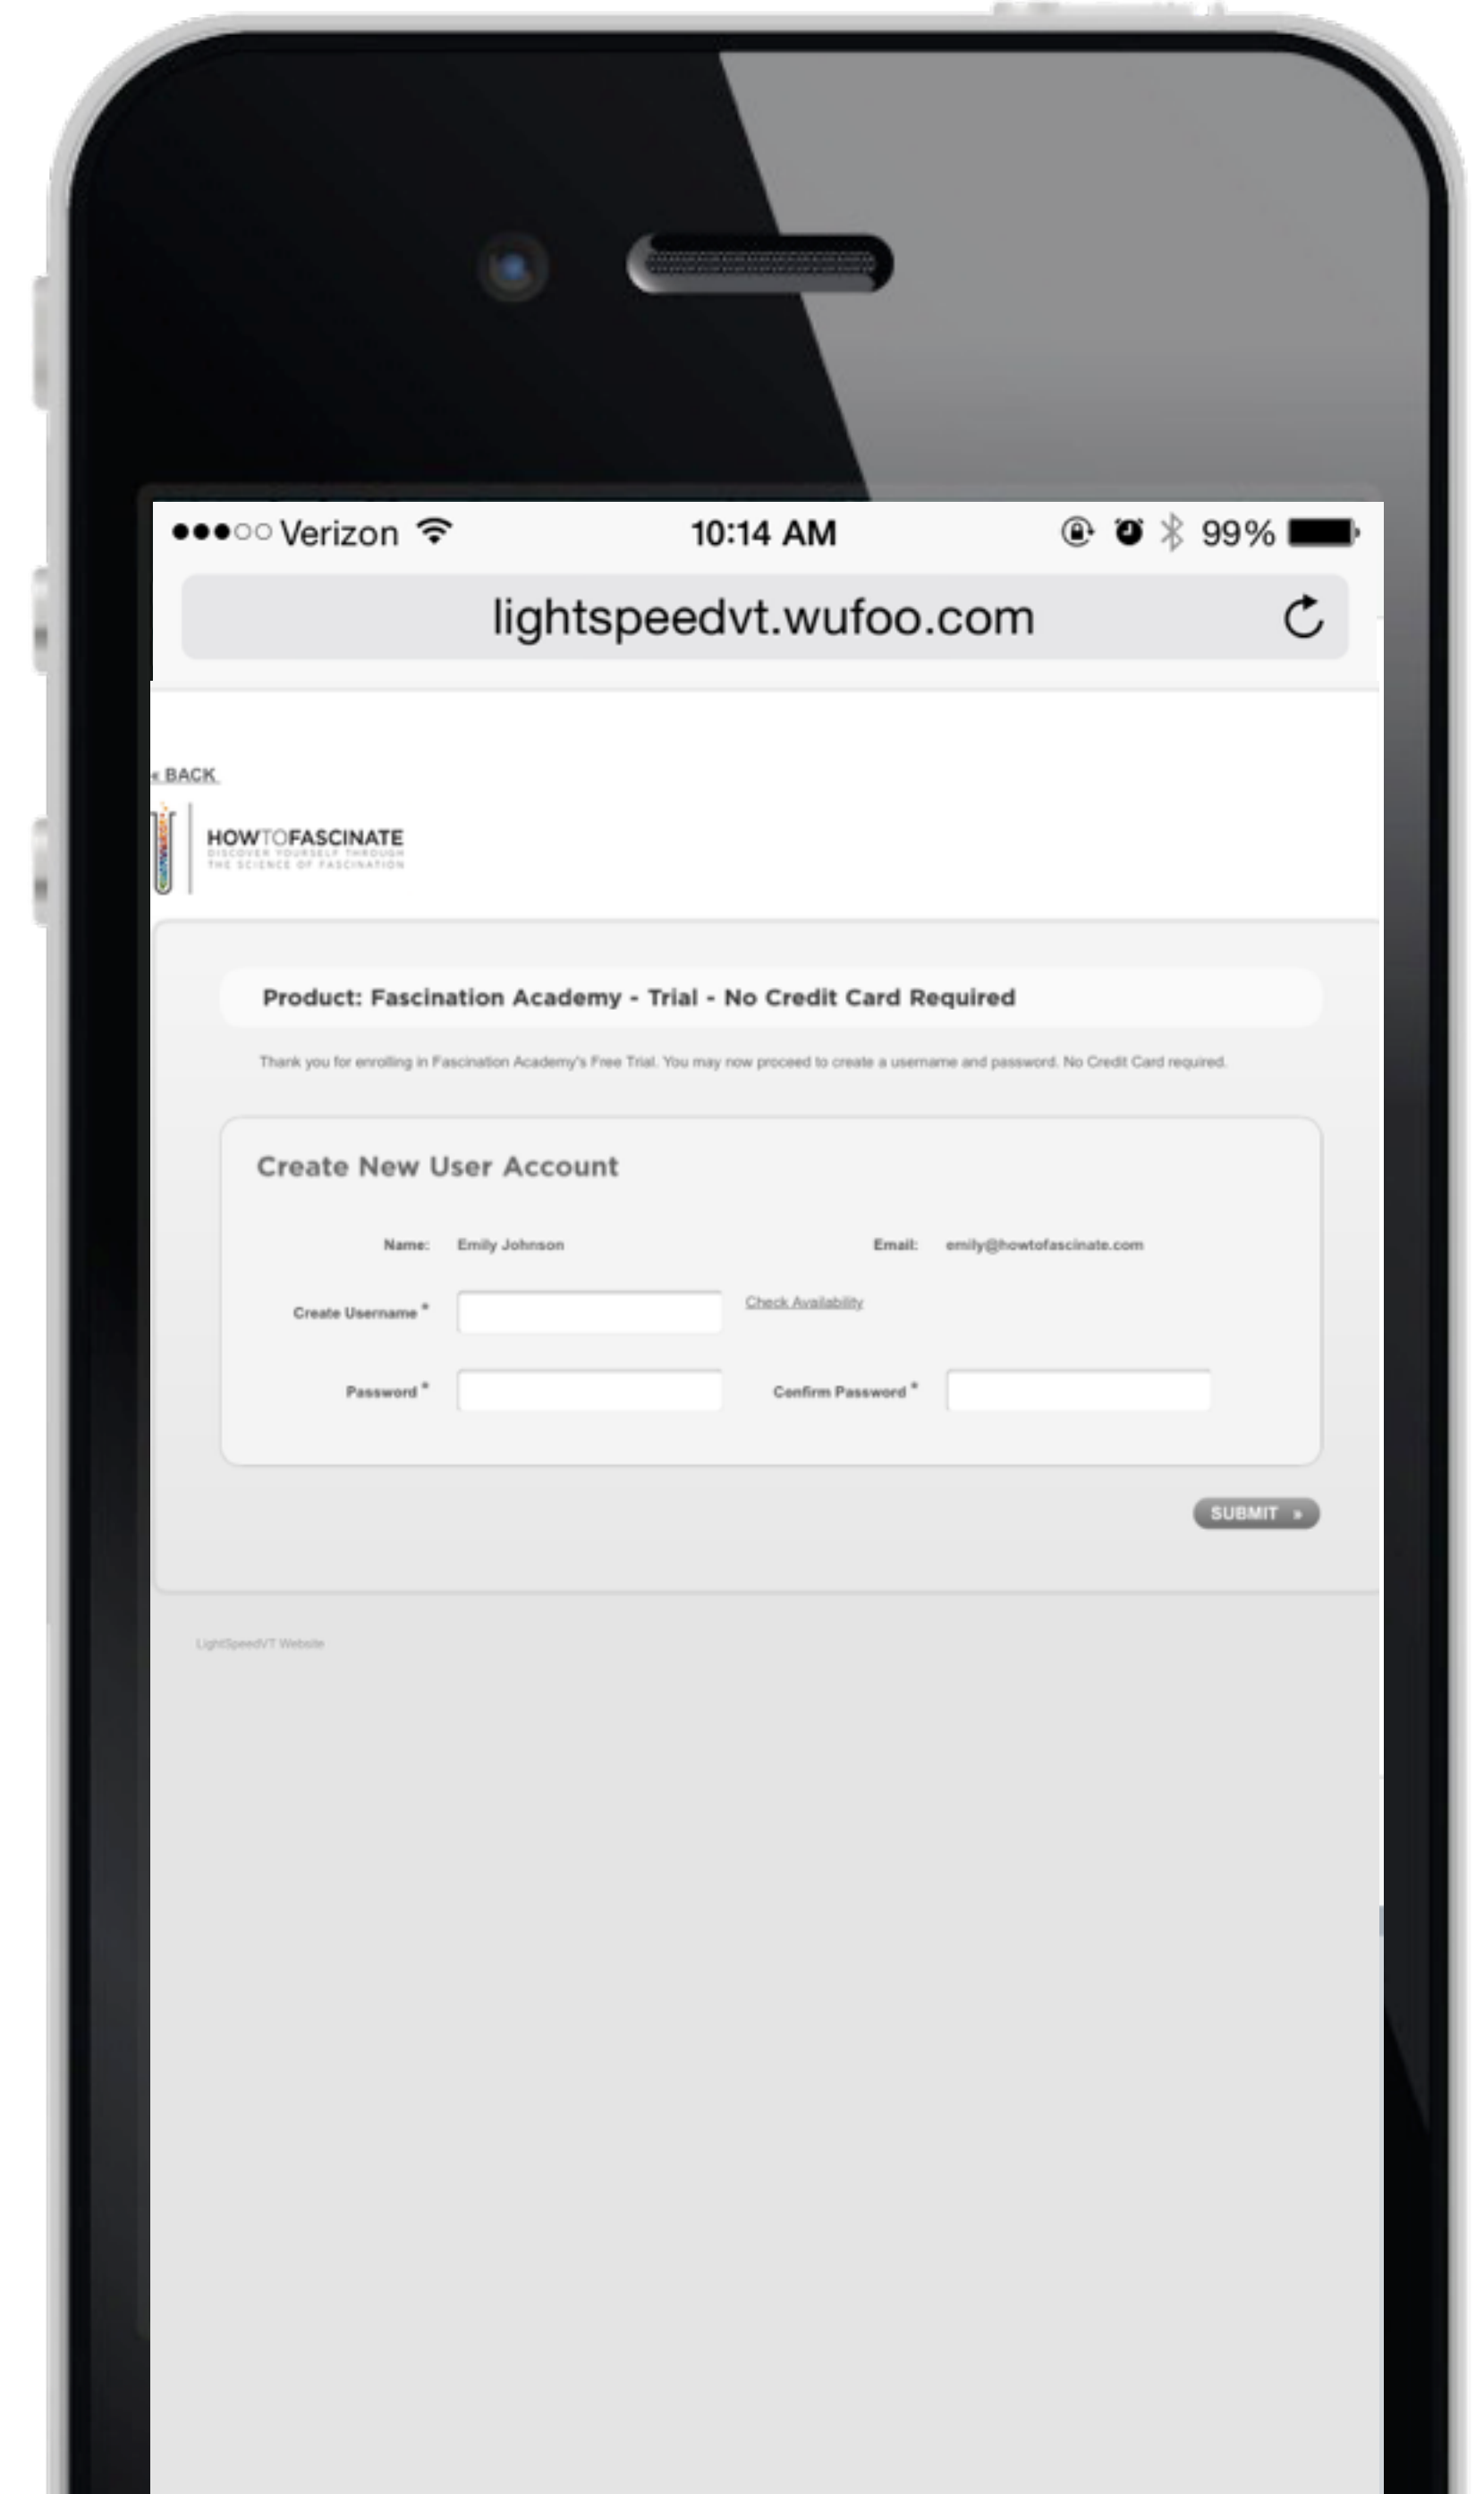 Verizon 10:14 AM 99%
lightspeedvt.wufoo.com
« BACK
HOWTOFASCINATE
DISCOVER YOURSELF THROUGH
THE SCIENCE OF FASCINATION
Product: Fascination Academy - Trial - No Credit Card Required
Thank you for enrolling in Fascination Academy's Free Trial. You may now proceed to create a username and password. No Credit Card required.
Create New User Account
Name: Emily Johnson Email: emily@howtofascinate.com
Create Username * Check Availability
Password * Confirm Password *
SUBMIT »
LightSpeedVT Website